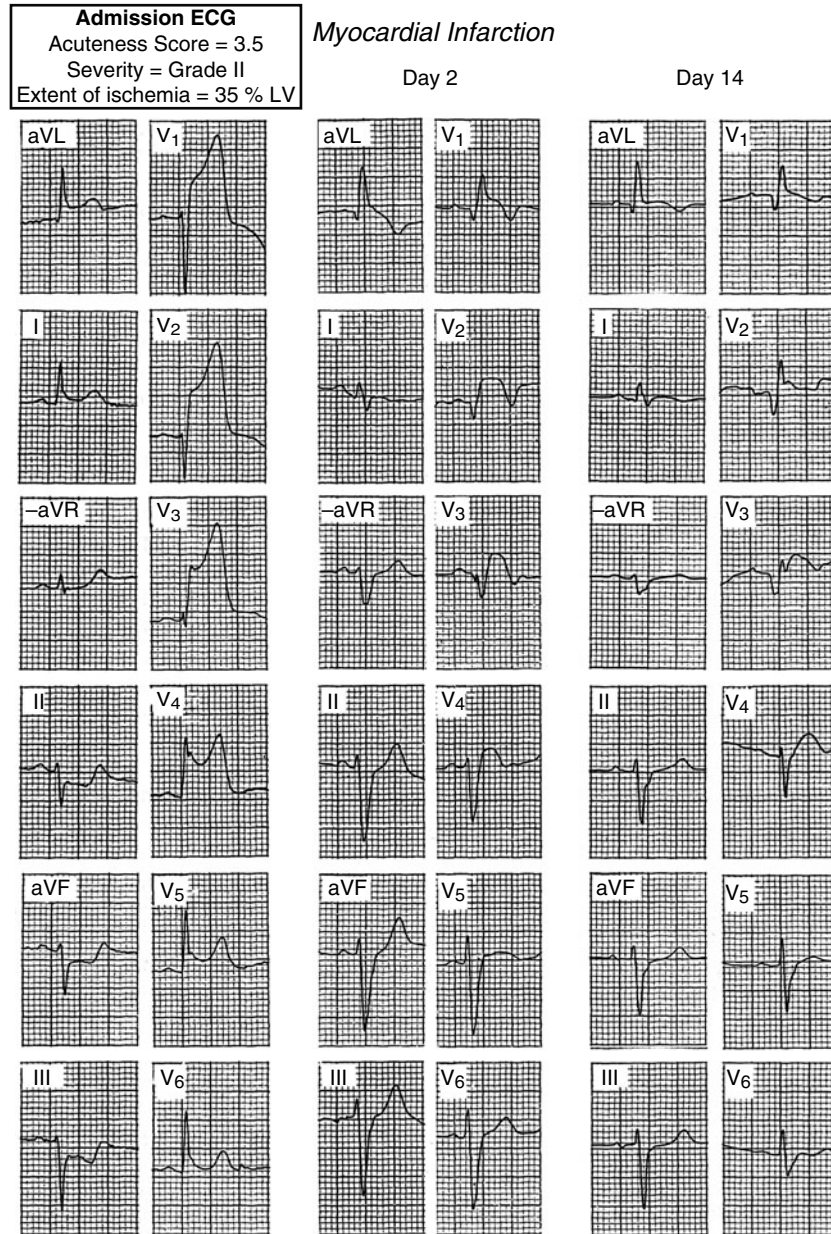 Admission ECG
Acuteness Score = 3.5
Severity = Grade II
Extent of ischemia = 35 % LV
Myocardial Infarction
Day 2
Day 14
aVL V1 aVL V1 aVL V1
I V2 I V2 I V2
–aVR V3 –aVR V3 –aVR V3
II V4 II V4 II V4
aVF V5 aVF V5 aVF V5
III V6 III V6 III V6